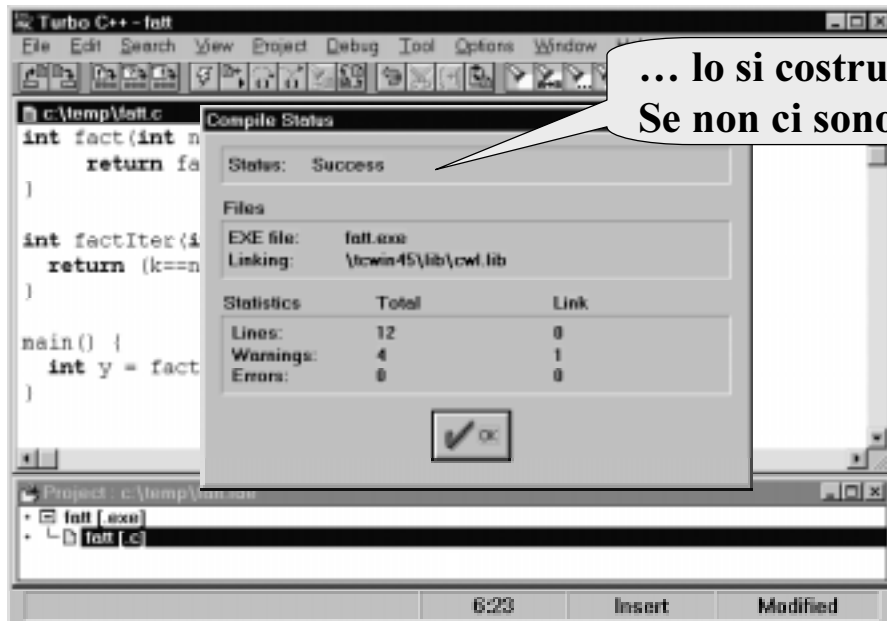 Turbo C++ - fatt
File Edit Search View Project Debug Tool Options Window
… lo si costru
Se non ci sono
c:\temp\fatt.c
int fact(int n
return fa
}
int factIter(i
return (k==n
}
main() {
int y = fact
}
Compile Status
Status: Success
Files
EXE file: fatt.exe
Linking: \tcwin45\lib\cwl.lib
Statistics Total Link
Lines: 12 0
Warnings: 4 1
Errors: 0 0
OK
Project : c:\temp\fatt.ide
fatt [.exe]
fatt [.c]
6:23 Insert Modified